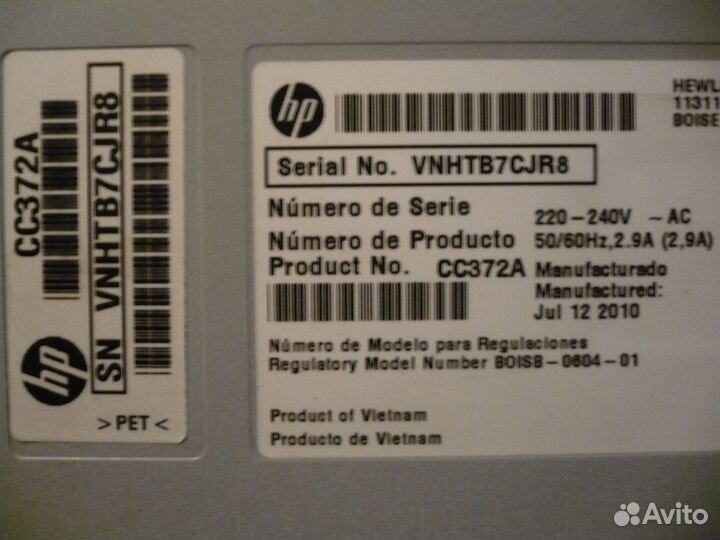 CC372A
SN VNHTB7CJR8
hp
>PET<
hp
HEWL
11311
BOISE
Serial No. VNHTB7CJR8
Número de Serie
220-240V ~AC
Número de Producto
50/60Hz,2.9A (2,9A)
Product No. CC372A
Manufacturado
Manufactured:
Jul 12 2010
Número de Modelo para Regulaciones
Regulatory Model Number BOISB-0604-01
Product of Vietnam
Producto de Vietnam
Avito